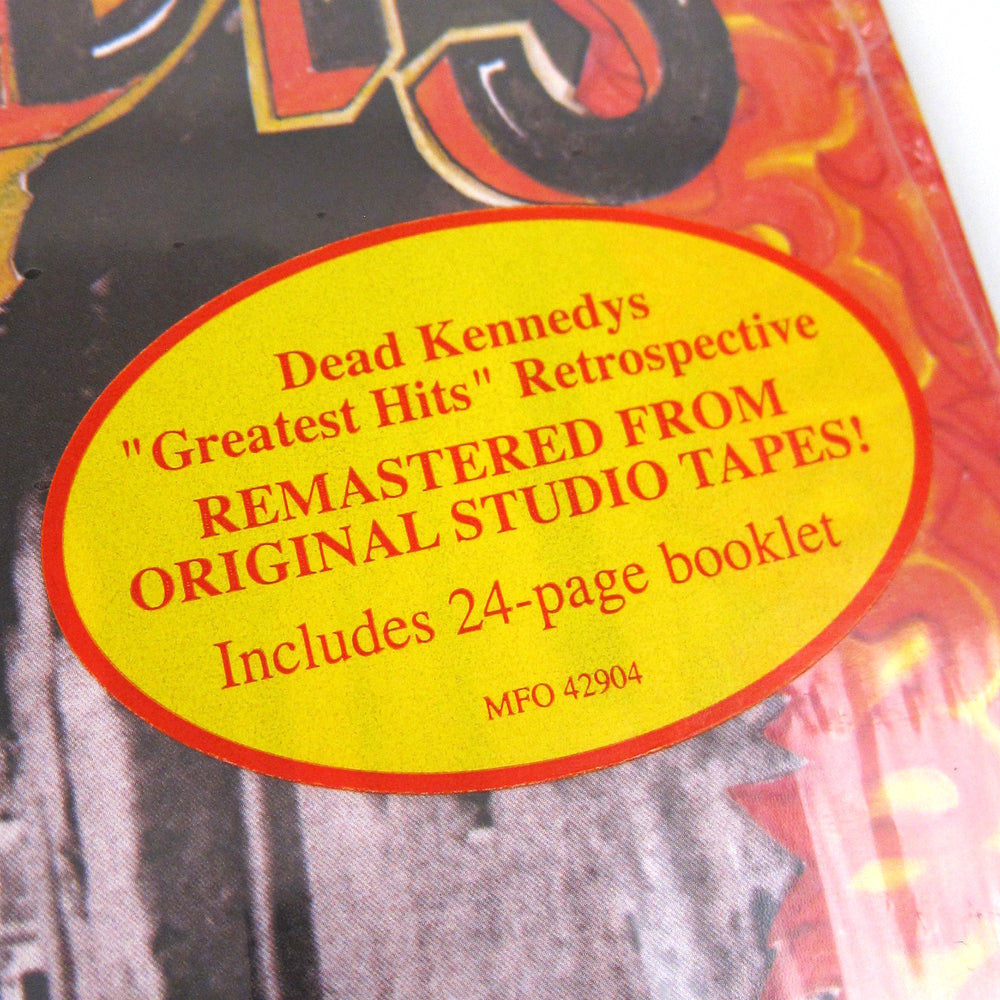 Dead Kennedys
"Greatest Hits" Retrospective
REMASTERED FROM
ORIGINAL STUDIO TAPES!
Includes 24-page booklet
MFO 42904